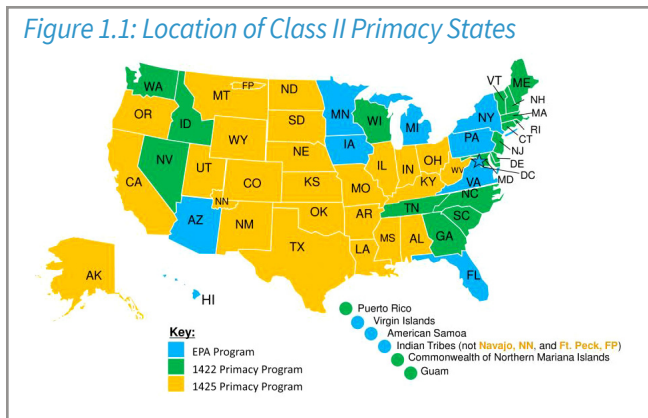 Figure 1.1: Location of Class II Primacy States
WA
MT
FP
ND
MN
WI
MI
VT
ME
NH
MA
RI
CT
NY
NJ
DE
DC
MD
OR
ID
WY
SD
IA
PA
NV
UT
CO
NE
IL
IN
OH
WV
VA
CA
KS
MO
KY
NC
AZ
NN
NM
OK
AR
TN
SC
TX
LA
MS
AL
GA
FL
AK
HI
Puerto Rico
Virgin Islands
American Samoa
Indian Tribes (not Navajo, NN, and Ft. Peck, FP)
Commonwealth of Northern Mariana Islands
Guam
Key:
EPA Program
1422 Primacy Program
1425 Primacy Program